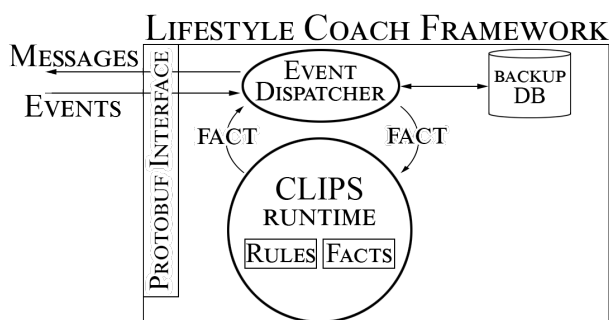 LIFESTYLE COACH FRAMEWORK
MESSAGES
EVENTS
PROTOBUF INTERFACE
EVENT
DISPATCHER
BACKUP
DB
FACT
FACT
CLIPS
RUNTIME
RULES
FACTS